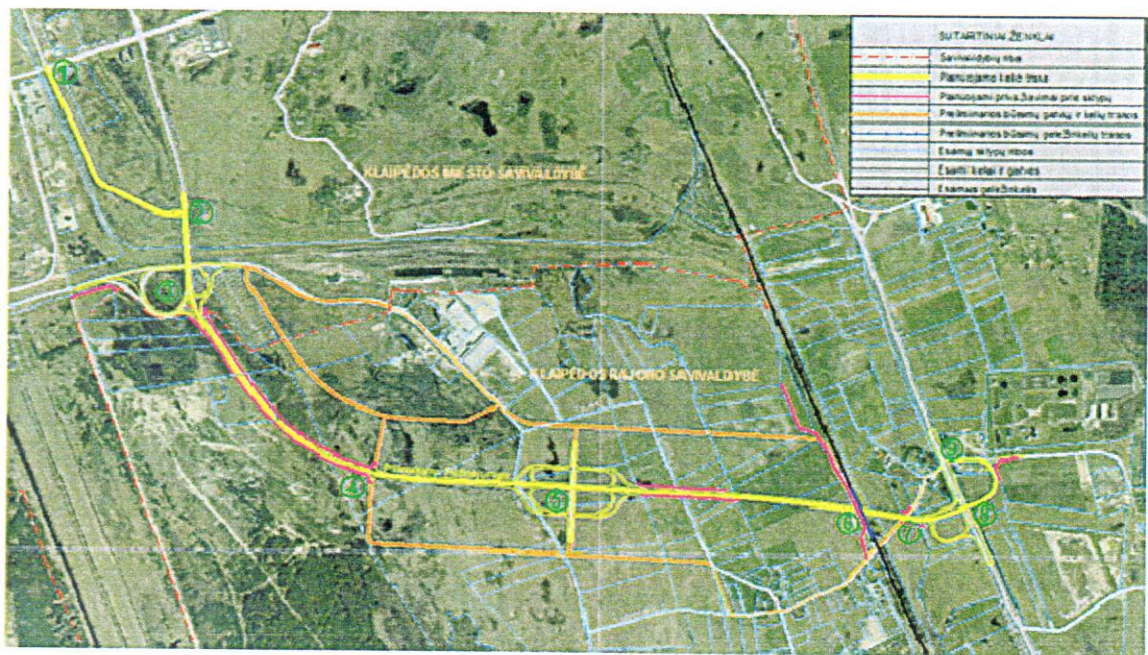 SUTARTINIAI ŽENKLAI
Savivaldybių ribos
Planuojamo kelio trasa
Planuojami privažiavimai prie sklypų
Preliminarios būsimų gatvių ir kelių trasos
Preliminarios būsimų geležinkelių trasos
Esamų sklypų ribos
Esami keliai ir gatvės
Esamas geležinkelis
KLAIPĖDOS MIESTO SAVIVALDYBĖ
KLAIPĖDOS RAJONO SAVIVALDYBĖ
1
2
3
4
5
6
7
8